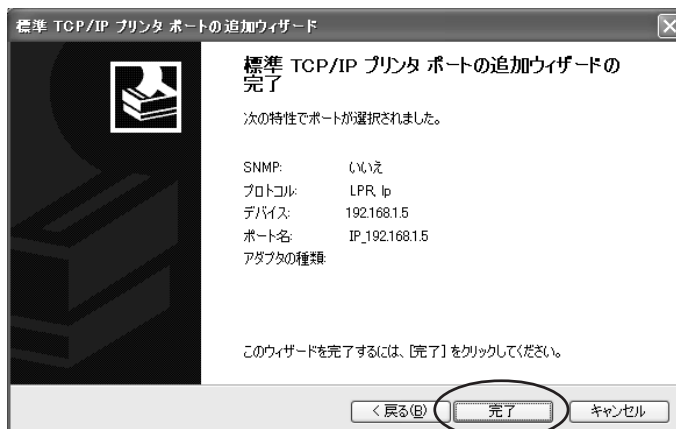 標準 TCP/IP プリンタ ポートの追加ウィザード
標準 TCP/IP プリンタ ポートの追加ウィザードの
完了
次の特性でポートが選択されました。
SNMP: いいえ
プロトコル: LPR, lp
デバイス: 192.168.1.5
ポート名: IP_192.168.1.5
アダプタの種類:
このウィザードを完了するには、[完了] をクリックしてください。
< 戻る(B) 完了 キャンセル